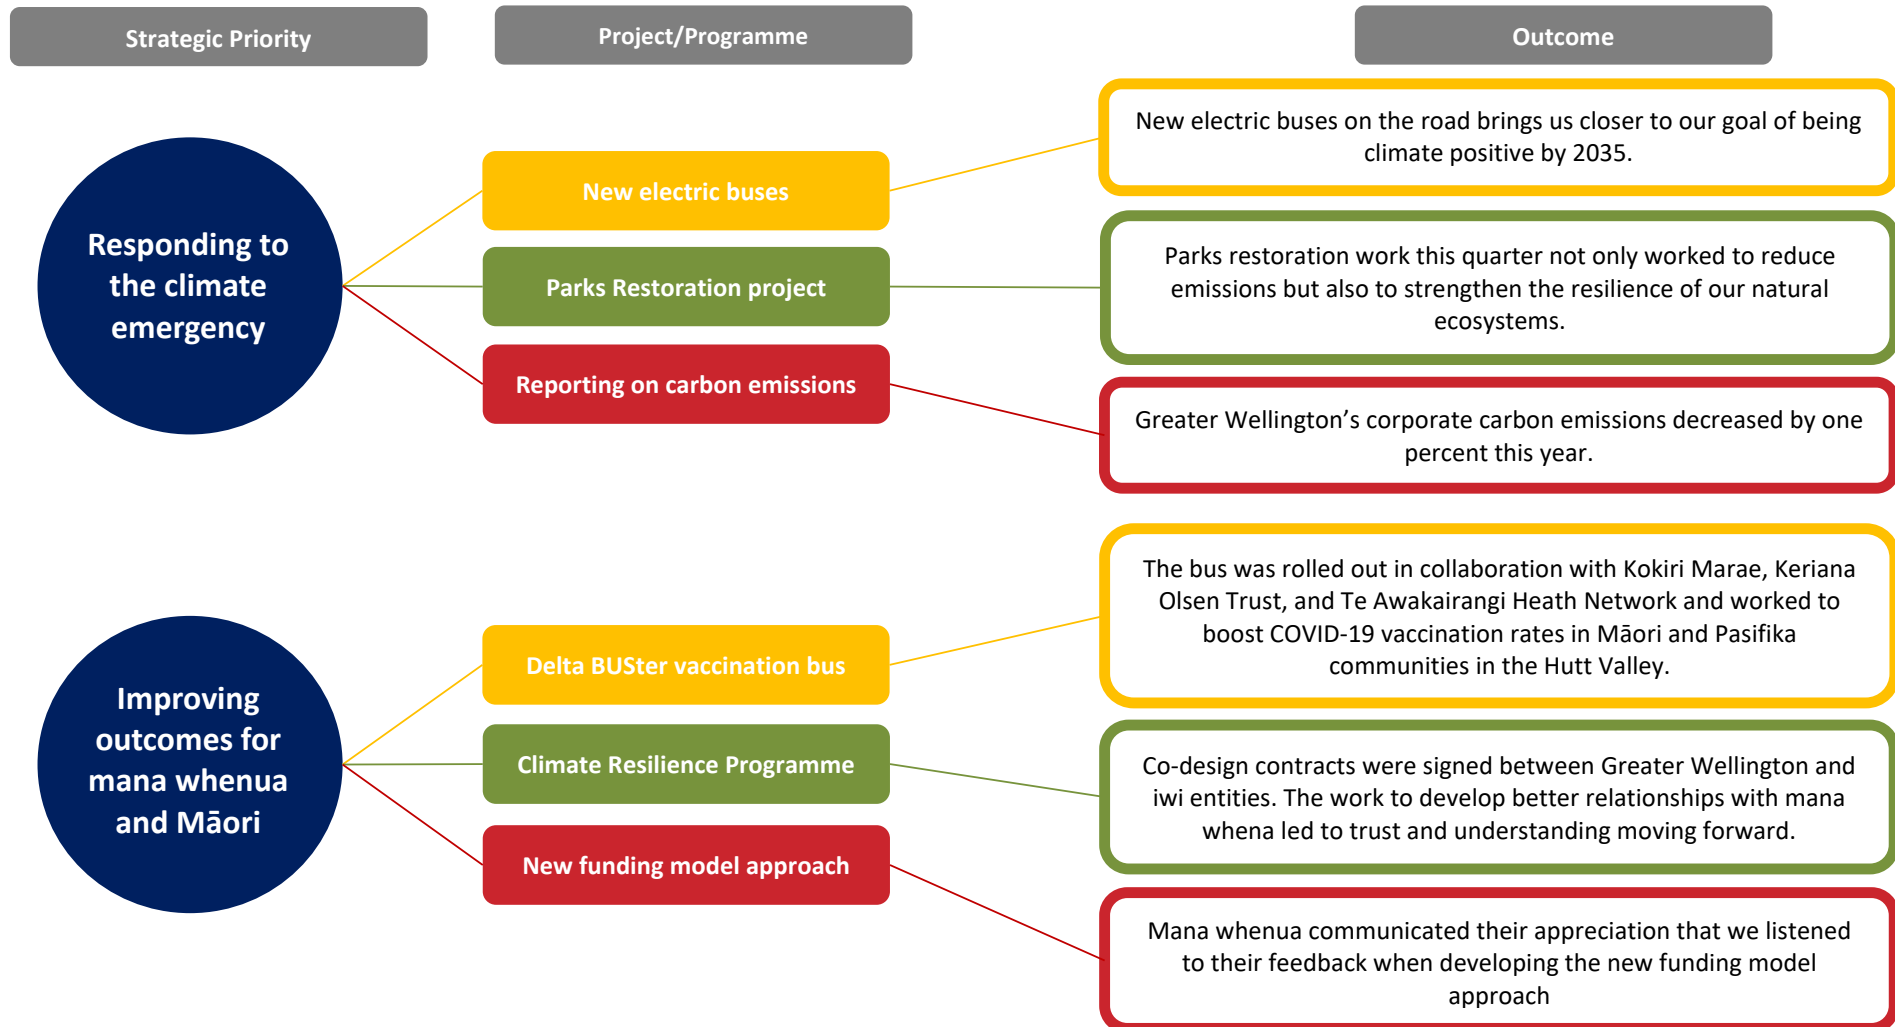 Strategic Priority
Project/Programme
Outcome
Responding to
the climate
emergency
New electric buses
New electric buses on the road brings us closer to our goal of being
climate positive by 2035.
Parks Restoration project
Parks restoration work this quarter not only worked to reduce
emissions but also to strengthen the resilience of our natural
ecosystems.
Reporting on carbon emissions
Greater Wellington’s corporate carbon emissions decreased by one
percent this year.
Improving
outcomes for
mana whenua
and Māori
Delta BUSter vaccination bus
The bus was rolled out in collaboration with Kokiri Marae, Keriana
Olsen Trust, and Te Awakairangi Heath Network and worked to
boost COVID-19 vaccination rates in Māori and Pasifika
communities in the Hutt Valley.
Climate Resilience Programme
Co-design contracts were signed between Greater Wellington and
iwi entities. The work to develop better relationships with mana
whena led to trust and understanding moving forward.
New funding model approach
Mana whenua communicated their appreciation that we listened
to their feedback when developing the new funding model
approach